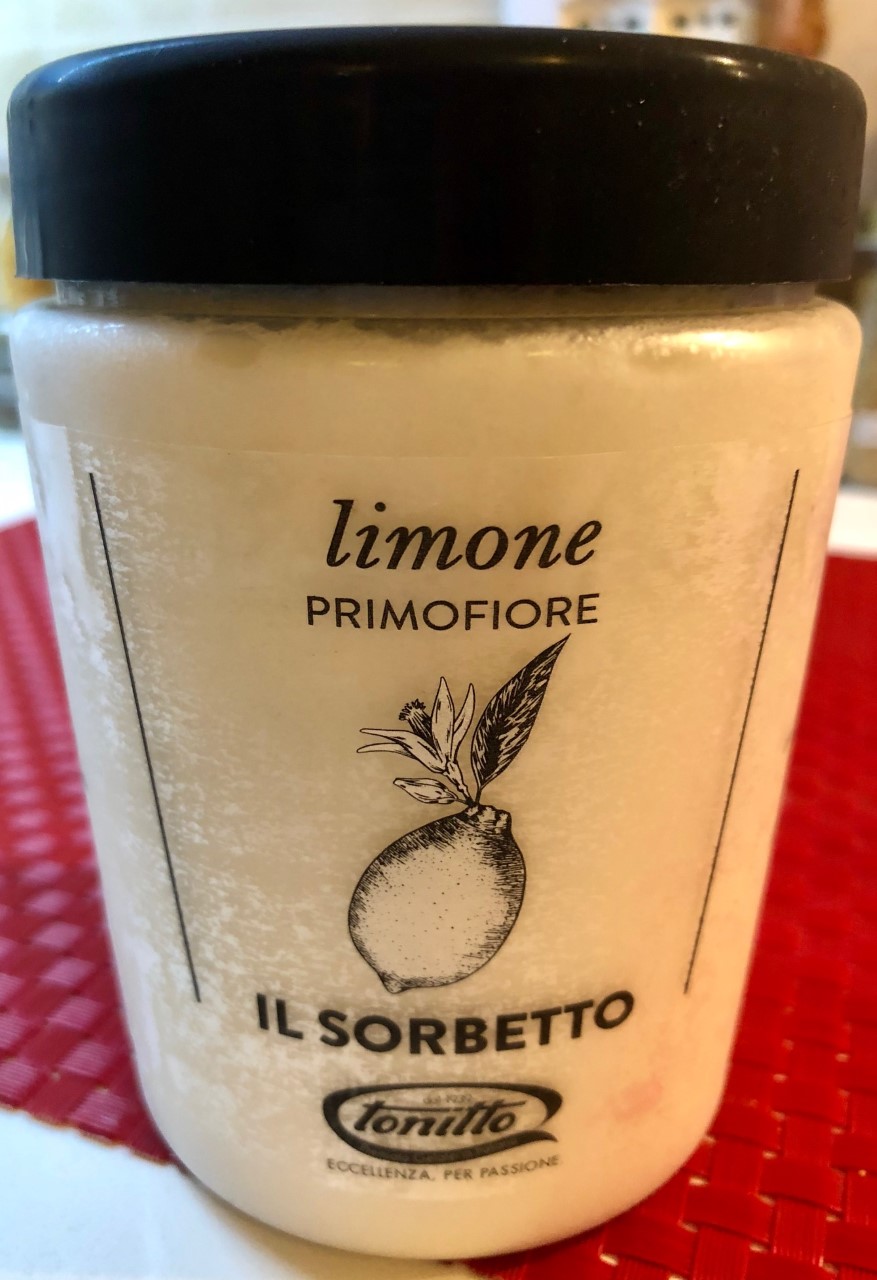 limone
PRIMOFIORE
IL SORBETTO
tonitto
ECCELLENZA, PER PASSIONE